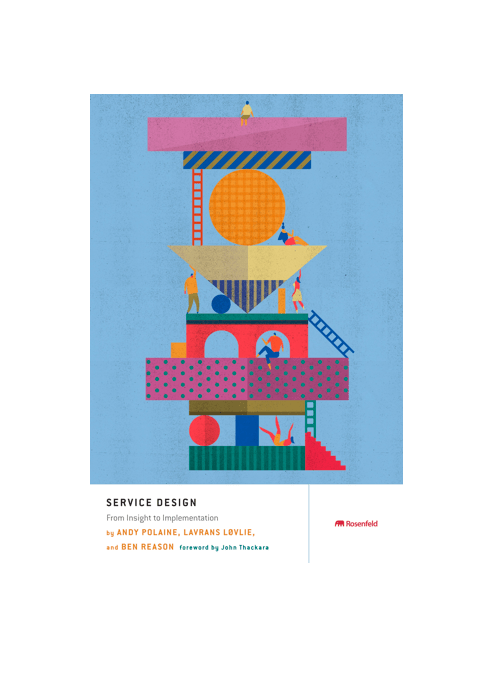 SERVICE DESIGN
From Insight to Implementation
by ANDY POLAINE, LAVRANS LØVLIE,
and BEN REASON foreword by John Thackara
Rosenfeld